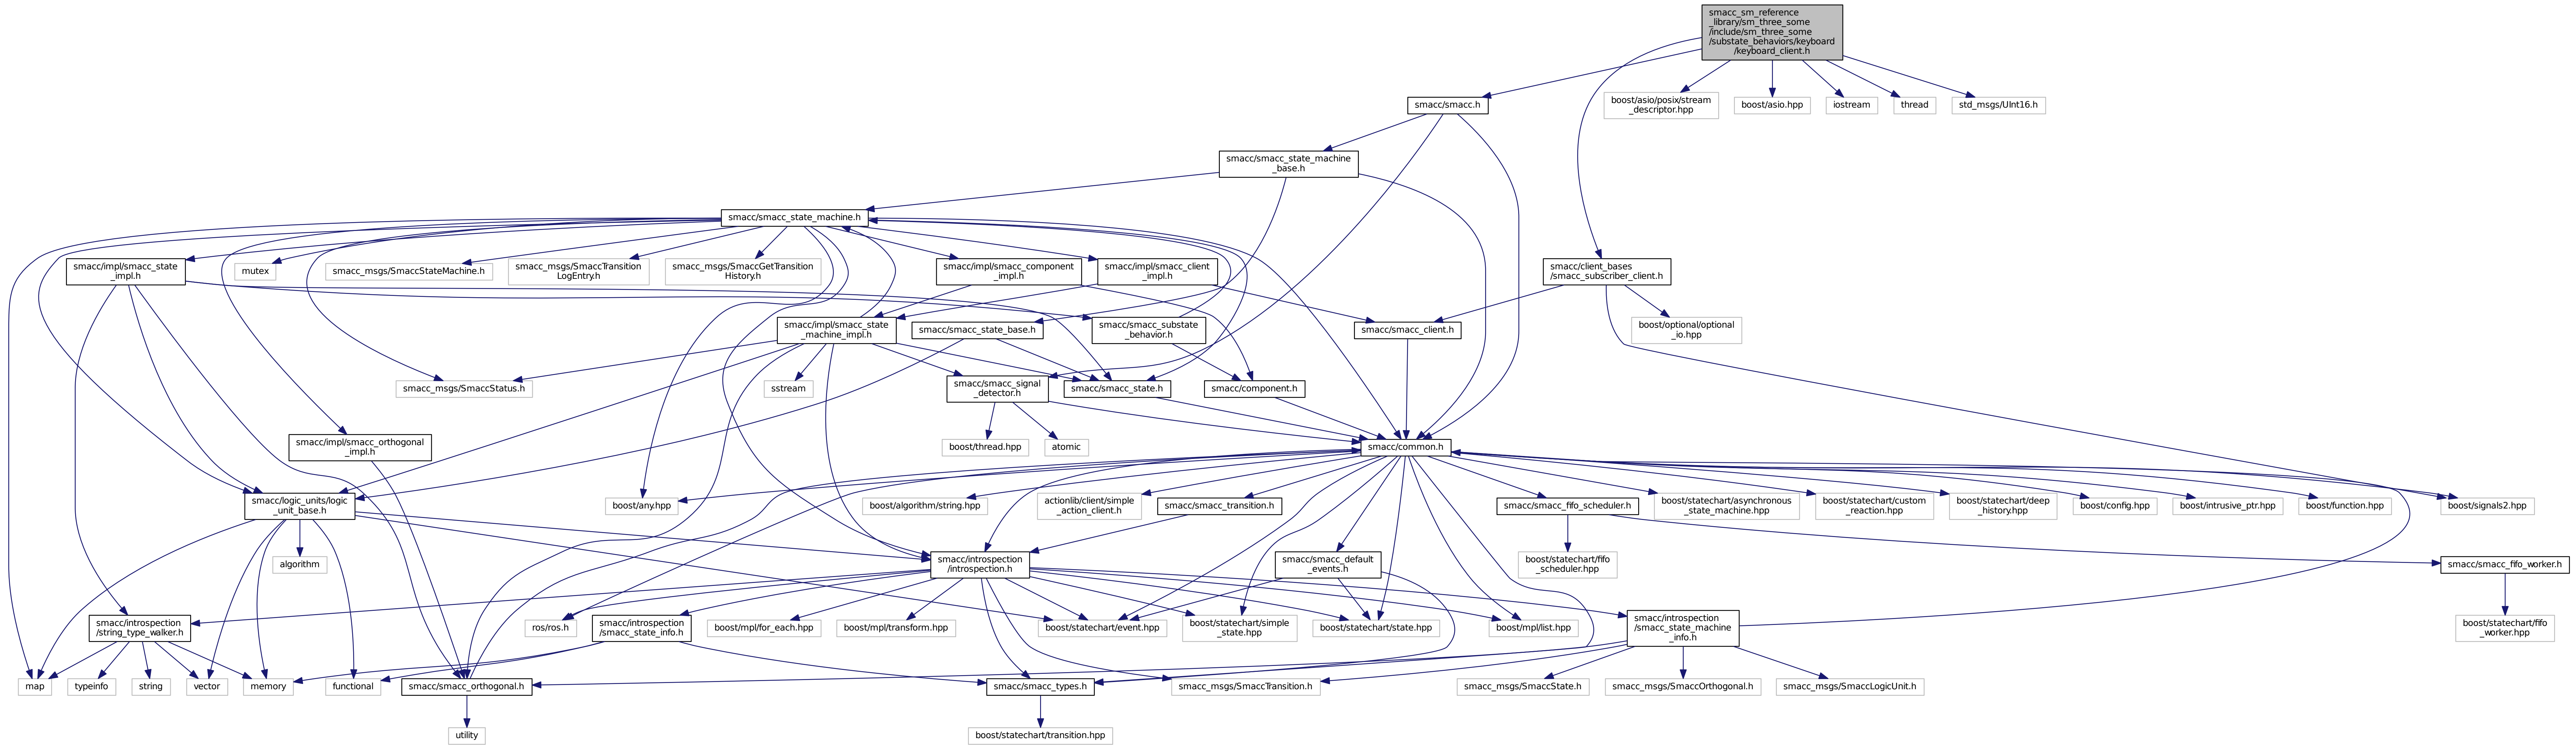 smacc_sm_reference
_library/sm_three_some
/include/sm_three_some
/substate_behaviors/keyboard
/keyboard_client.h
smacc/smacc.h
boost/asio/posix/stream
_descriptor.hpp
boost/asio.hpp
iostream
thread
std_msgs/UInt16.h
smacc/smacc_state_machine
_base.h
smacc/smacc_state_machine.h
smacc/impl/smacc_state
_impl.h
mutex
smacc_msgs/SmaccStateMachine.h
smacc_msgs/SmaccTransition
LogEntry.h
smacc_msgs/SmaccGetTransition
History.h
smacc/impl/smacc_component
_impl.h
smacc/impl/smacc_client
_impl.h
smacc/client_bases
/smacc_subscriber_client.h
smacc/impl/smacc_state
_machine_impl.h
smacc/smacc_state_base.h
smacc/smacc_substate
_behavior.h
smacc/smacc_client.h
boost/optional/optional
_io.hpp
smacc_msgs/SmaccStatus.h
sstream
smacc/smacc_signal
_detector.h
smacc/smacc_state.h
smacc/component.h
smacc/impl/smacc_orthogonal
_impl.h
boost/thread.hpp
atomic
smacc/common.h
smacc/logic_units/logic
_unit_base.h
boost/any.hpp
boost/algorithm/string.hpp
actionlib/client/simple
_action_client.h
smacc/smacc_transition.h
smacc/smacc_fifo_scheduler.h
boost/statechart/asynchronous
_state_machine.hpp
boost/statechart/custom
_reaction.hpp
boost/statechart/deep
_history.hpp
boost/config.hpp
boost/intrusive_ptr.hpp
boost/function.hpp
boost/signals2.hpp
algorithm
smacc/introspection
/introspection.h
smacc/smacc_default
_events.h
boost/statechart/fifo
_scheduler.hpp
smacc/smacc_fifo_worker.h
smacc/introspection
/string_type_walker.h
ros/ros.h
smacc/introspection
/smacc_state_info.h
boost/mpl/for_each.hpp
boost/mpl/transform.hpp
boost/statechart/event.hpp
boost/statechart/simple
_state.hpp
boost/statechart/state.hpp
boost/mpl/list.hpp
smacc/introspection
/smacc_state_machine
_info.h
boost/statechart/fifo
_worker.hpp
map
typeinfo
string
vector
memory
functional
smacc/smacc_orthogonal.h
smacc/smacc_types.h
smacc_msgs/SmaccTransition.h
smacc_msgs/SmaccState.h
smacc_msgs/SmaccOrthogonal.h
smacc_msgs/SmaccLogicUnit.h
utility
boost/statechart/transition.hpp